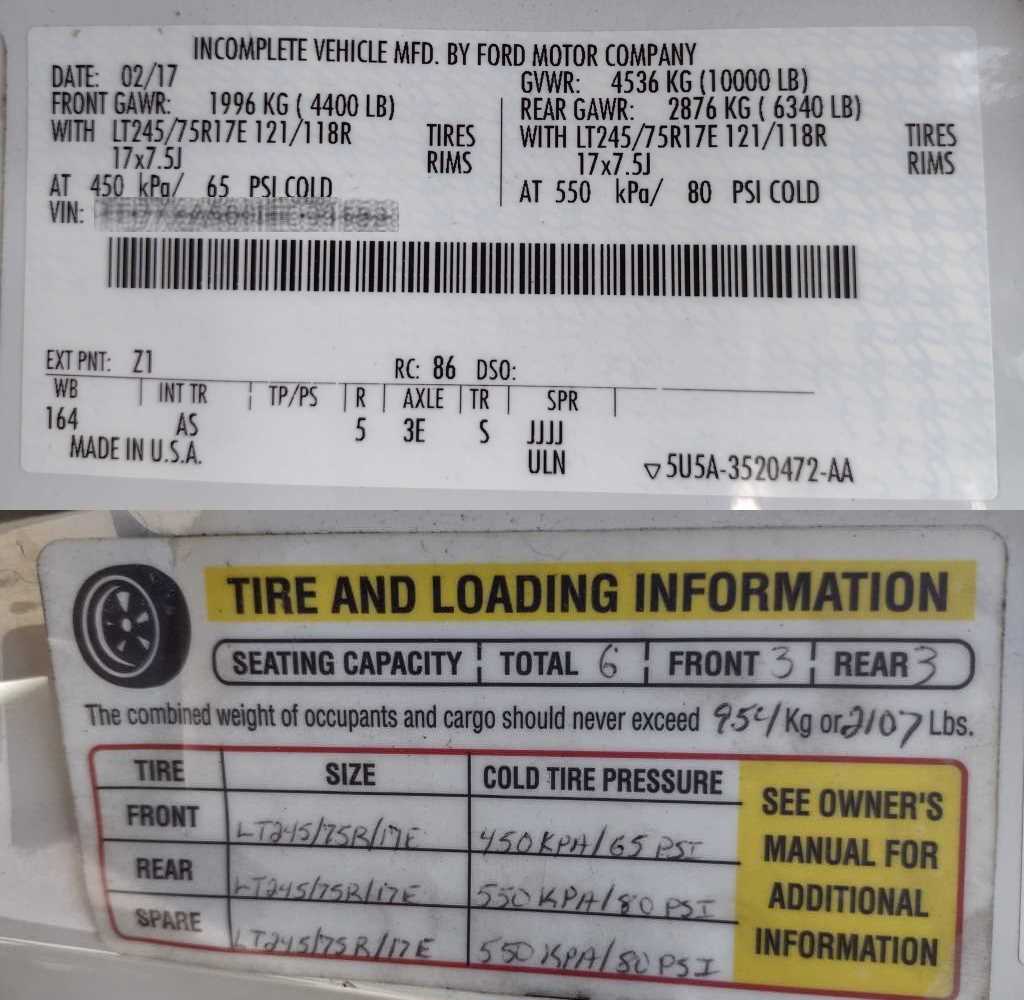 INCOMPLETE VEHICLE MFD. BY FORD MOTOR COMPANY
DATE: 02/17 GVWR: 4536 KG (10000 LB)
FRONT GAWR: 1996 KG ( 4400 LB) REAR GAWR: 2876 KG ( 6340 LB)
WITH LT245/75R17E 121/118R TIRES WITH LT245/75R17E 121/118R TIRES
17x7.5J RIMS 17x7.5J RIMS
AT 450 kPa/ 65 PSI COLD AT 550 kPa/ 80 PSI COLD
VIN:
EXT PNT: Z1 RC: 86 DSO:
WB INT TR TP/PS R AXLE TR SPR
164 AS 5 3E S JJJJ
MADE IN U.S.A. ULN 5U5A-3520472-AA
TIRE AND LOADING INFORMATION
SEATING CAPACITY TOTAL 6 FRONT 3 REAR 3
The combined weight of occupants and cargo should never exceed 954 Kg or 2107 Lbs.
TIRE SIZE COLD TIRE PRESSURE SEE OWNER'S
FRONT LT245/75R/17E 450KPA/65 PSI MANUAL FOR
REAR LT245/75R/17E 550KPA/80 PSI ADDITIONAL
SPARE LT245/75R/17E 550KPA/80PSI INFORMATION